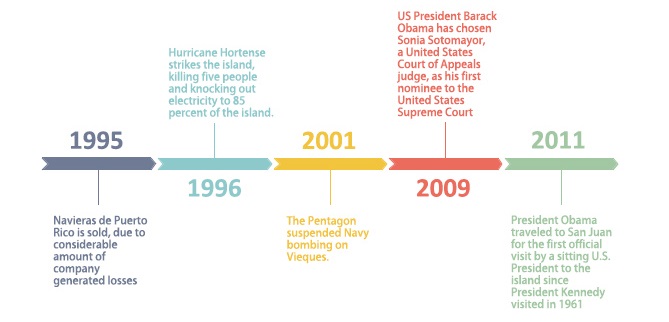 1995
Navieras de Puerto
Rico is sold, due to
considerable
amount of
company
generated losses
Hurricane Hortense
strikes the island,
killing five people
and knocking out
electricity to 85
percent of the island.
1996
2001
The Pentagon
suspended Navy
bombing on
Vieques.
US President Barack
Obama has chosen
Sonia Sotomayor,
a United States
Court of Appeals
judge, as his first
nominee to the
United States
Supreme Court
2009
2011
President Obama
traveled to San Juan
for the first official
visit by a sitting U.S.
President to the
island since
President Kennedy
visited in 1961